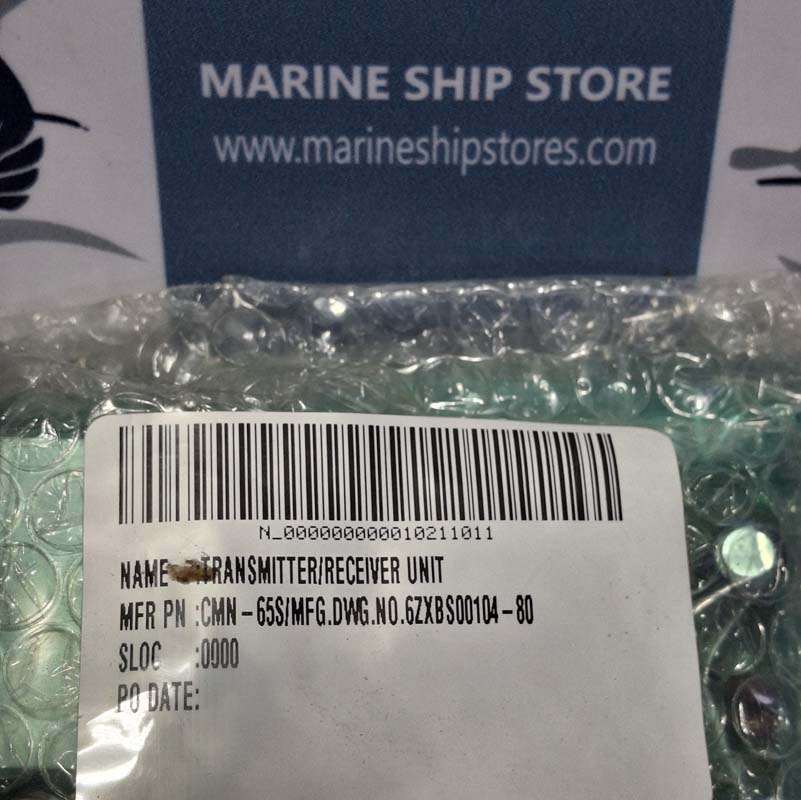 MARINE SHIP STORE
www.marineshipstores.com
N_000000000010211011
NAME :TRANSMITTER/RECEIVER UNIT
MFR PN :CMN-65S/MFG.DWG.NO.6ZXBS00104-80
SLOC :0000
PO DATE: